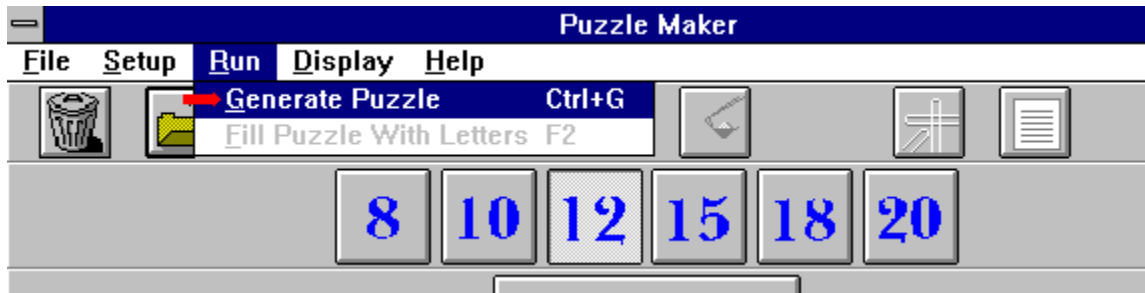 Puzzle Maker
File Setup Run Display Help
Generate Puzzle Ctrl+G
Fill Puzzle With Letters F2
8 10 12 15 18 20